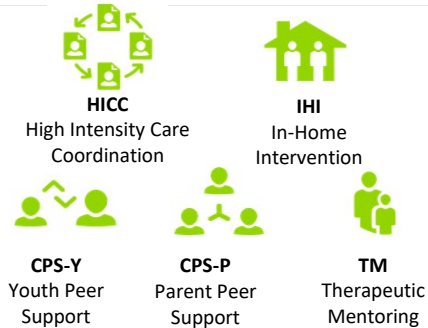 HICC
High Intensity Care
Coordination
IHI
In-Home
Intervention
CPS-Y
Youth Peer
Support
CPS-P
Parent Peer
Support
TM
Therapeutic
Mentoring